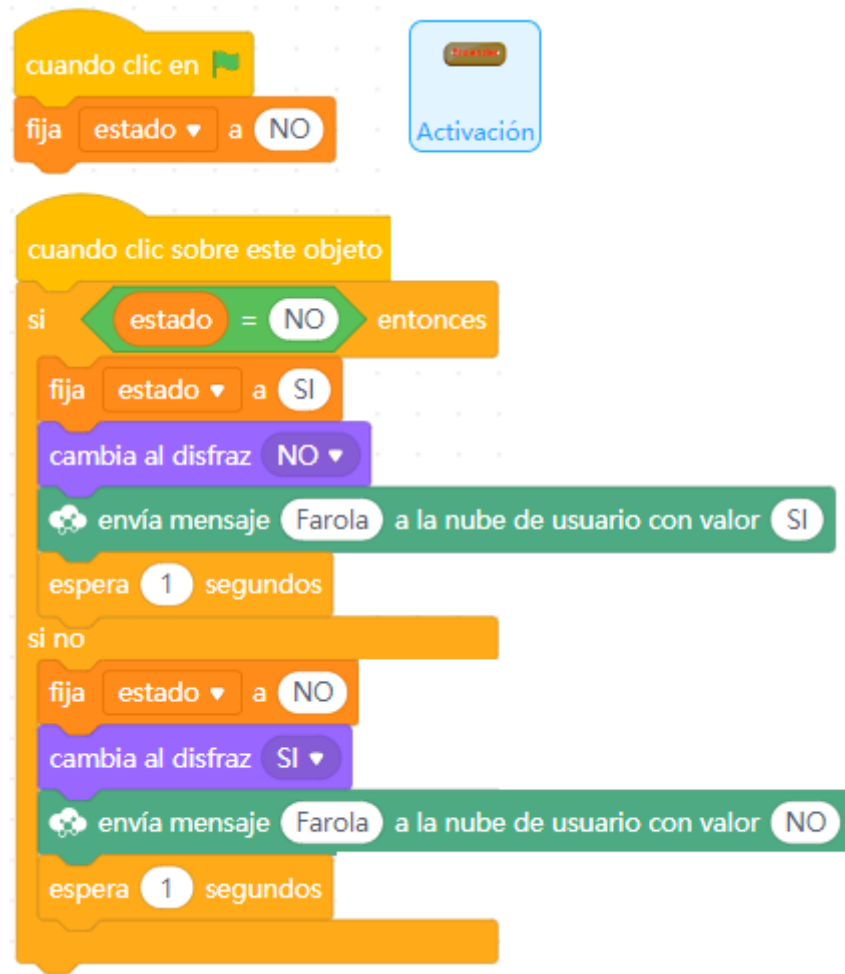 cuando clic en
fija estado a NO
Activación
cuando clic sobre este objeto
si estado = NO entonces
fija estado a SI
cambia al disfraz NO
envía mensaje Farola a la nube de usuario con valor SI
espera 1 segundos
si no
fija estado a NO
cambia al disfraz SI
envía mensaje Farola a la nube de usuario con valor NO
espera 1 segundos